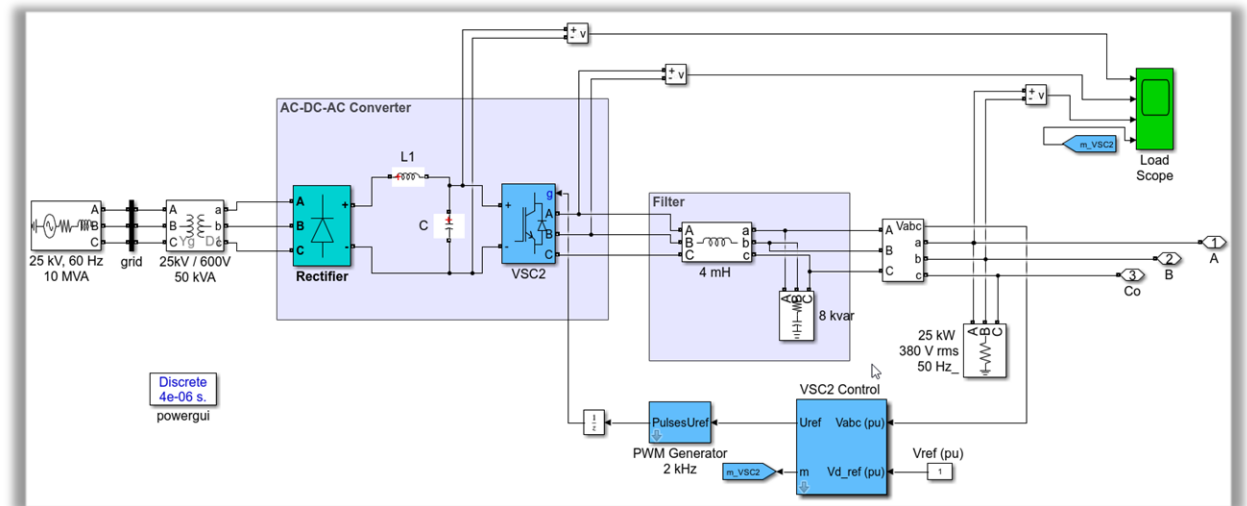 +
-
v
+
-
v
+
-
v
AC-DC-AC Converter
m_VSC2
Load
Scope
L1
A
B
C
25 kV, 60 Hz
10 MVA
grid
A
B
C
a
b
c
Yg
25kV / 600V
50 kVA
A
B
C
+
-
Rectifier
C
+
-
g
A
B
C
VSC2
Filter
A
B
C
a
b
c
4 mH
A
B
C
8 kvar
Vabc
A
B
C
a
b
c
1
A
2
B
3
Co
A
B
C
25 kW
380 V rms
50 Hz_
Discrete
4e-06 s.
powergui
1
z
PulsesUref
PWM Generator
2 kHz
VSC2 Control
Uref
Vabc (pu)
m
Vd_ref (pu)
m_VSC2
Vref (pu)
1